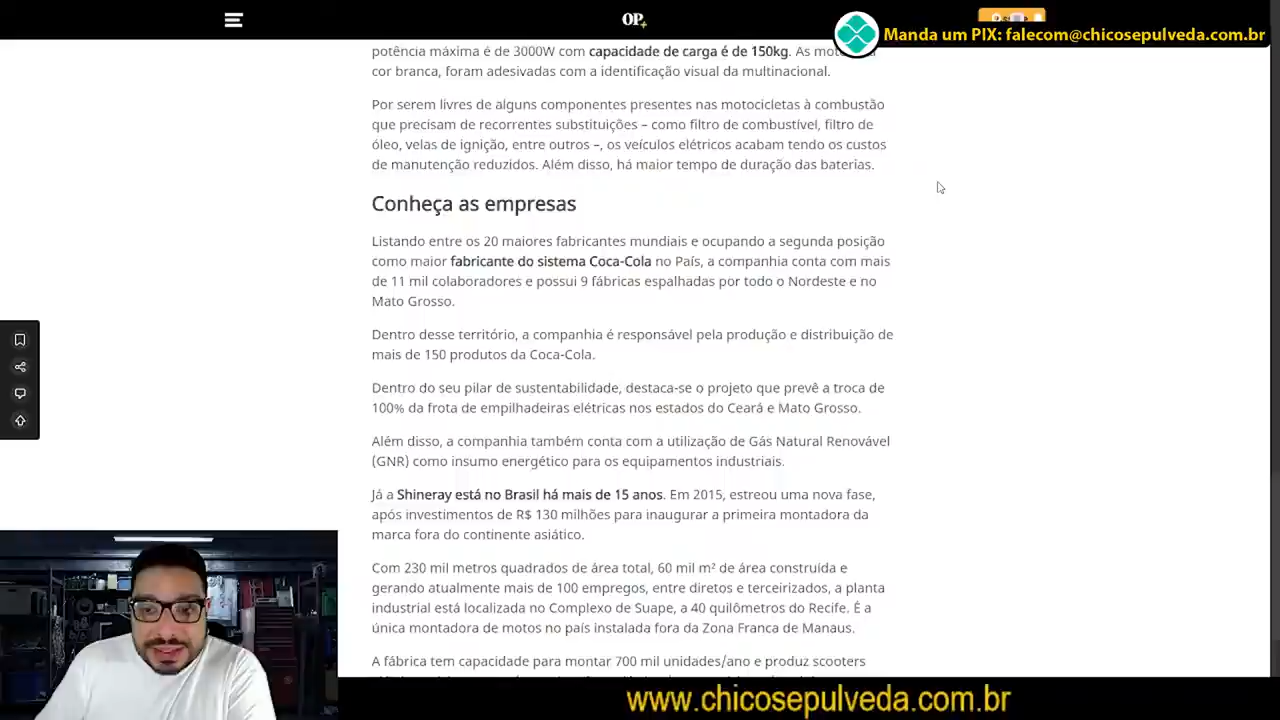 OP+
Manda um PIX: falecom@chicosepulveda.com.br
potência máxima é de 3000W com capacidade de carga é de 150kg. As
cor branca, foram adesivadas com a identificação visual da multinacional.
Por serem livres de alguns componentes presentes nas motocicletas à combustão
que precisam de recorrentes substituições – como filtro de combustível, filtro de
óleo, velas de ignição, entre outros –, os veículos elétricos acabam tendo os custos
de manutenção reduzidos. Além disso, há maior tempo de duração das baterias.
Conheça as empresas
Listando entre os 20 maiores fabricantes mundiais e ocupando a segunda posição
como maior fabricante do sistema Coca-Cola no País, a companhia conta com mais
de 11 mil colaboradores e possui 9 fábricas espalhadas por todo o Nordeste e no
Mato Grosso.
Dentro desse território, a companhia é responsável pela produção e distribuição de
mais de 150 produtos da Coca-Cola.
Dentro do seu pilar de sustentabilidade, destaca-se o projeto que prevê a troca de
100% da frota de empilhadeiras elétricas nos estados do Ceará e Mato Grosso.
Além disso, a companhia também conta com a utilização de Gás Natural Renovável
(GNR) como insumo energético para os equipamentos industriais.
Já a Shineray está no Brasil há mais de 15 anos. Em 2015, estreou uma nova fase,
após investimentos de R$ 130 milhões para inaugurar a primeira montadora da
marca fora do continente asiático.
Com 230 mil metros quadrados de área total, 60 mil m² de área construída e
gerando atualmente mais de 100 empregos, entre diretos e terceirizados, a planta
industrial está localizada no Complexo de Suape, a 40 quilômetros do Recife. É a
única montadora de motos no país instalada fora da Zona Franca de Manaus.
A fábrica tem capacidade para montar 700 mil unidades/ano e produz scooters
www.chicosepulveda.com.br